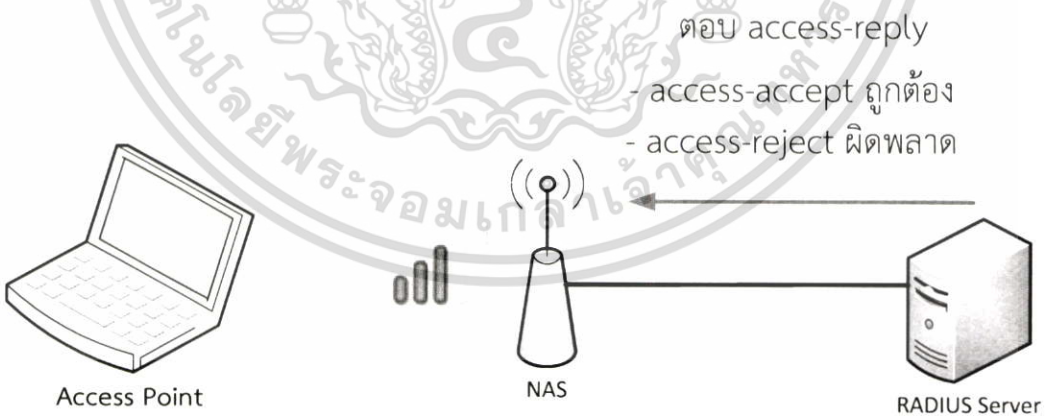 ตอบ access-reply
- access-accept ถูกต้อง
- access-reject ผิดพลาด
Access Point
NAS
RADIUS Server